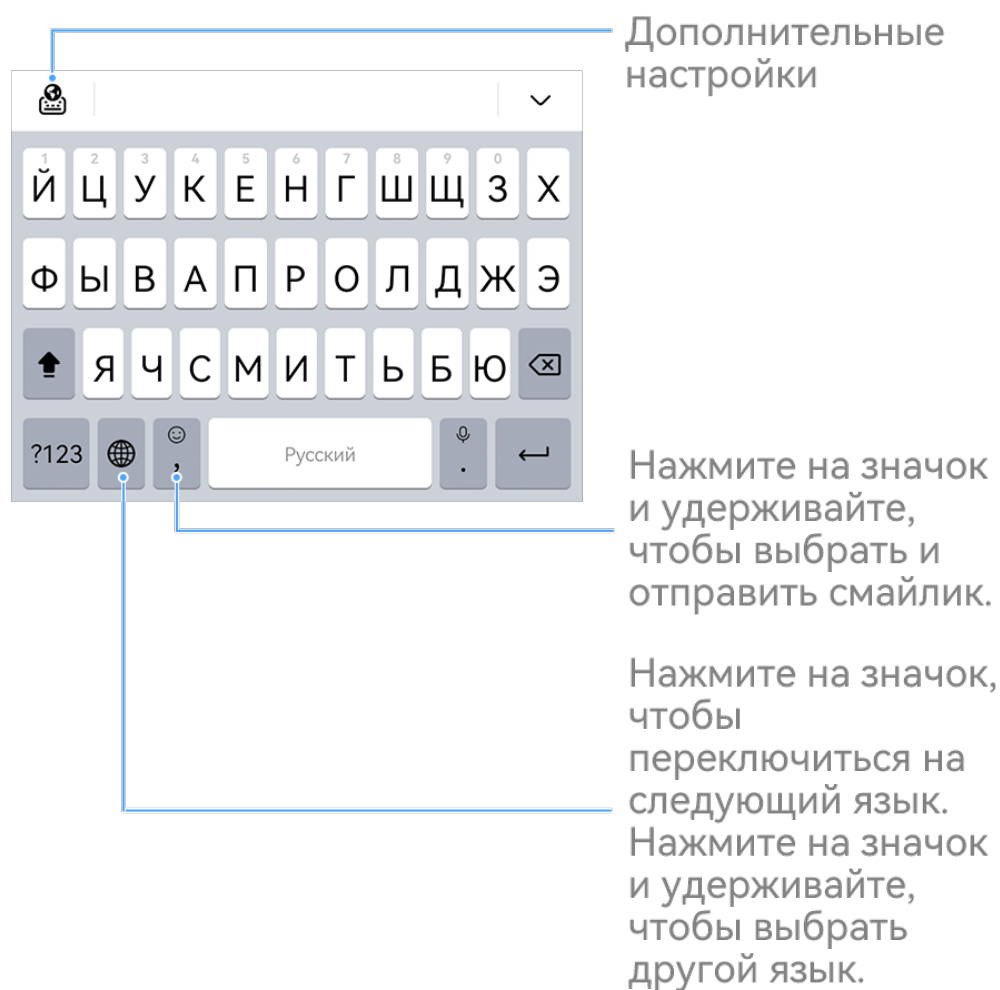 Дополнительные
настройки
1 2 3 4 5 6 7 8 9 0
Й Ц У К Е Н Г Ш Щ З Х
Ф Ы В А П Р О Л Д Ж Э
Я Ч С М И Т Ь Б Ю
?123 , Русский .
Нажмите на значок
и удерживайте,
чтобы выбрать и
отправить смайлик.
Нажмите на значок,
чтобы
переключиться на
следующий язык.
Нажмите на значок
и удерживайте,
чтобы выбрать
другой язык.